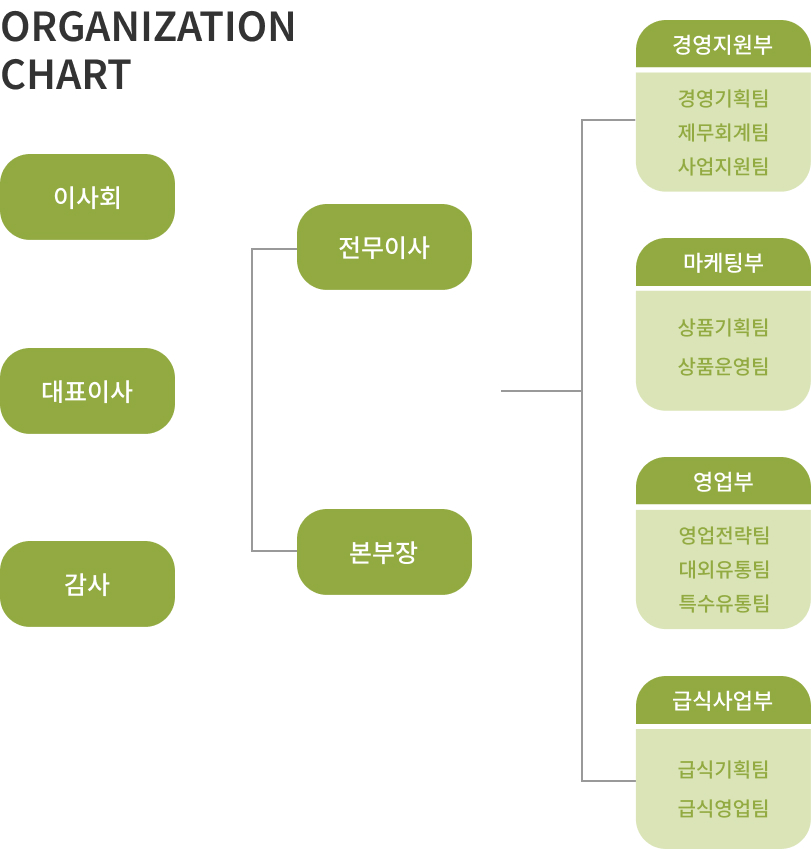 ORGANIZATION
CHART
이사회
대표이사
감사
전무이사
본부장
경영지원부
경영기획팀
제무회계팀
사업지원팀
마케팅부
상품기획팀
상품운영팀
영업부
영업전략팀
대외유통팀
특수유통팀
급식사업부
급식기획팀
급식영업팀